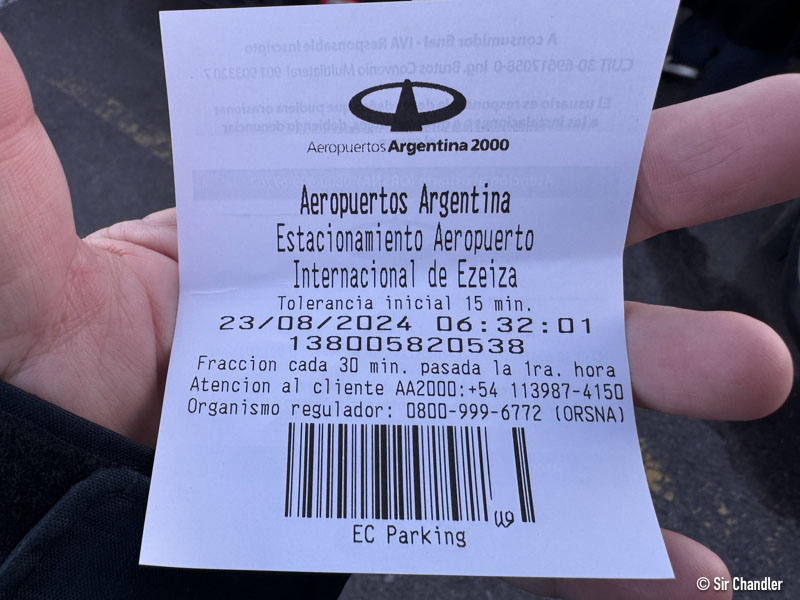 Aeropuertos Argentina 2000
Aeropuertos Argentina
Estacionamiento Aeropuerto
Internacional de Ezeiza
Tolerancia inicial 15 min.
23/08/2024 06:32:01
138005820538
Fraccion cada 30 min. pasada la 1ra. hora
Atencion al cliente AA2000:+54 113987-4150
Organismo regulador: 0800-999-6772 (ORSNA)
EC Parking
© Sir Chandler